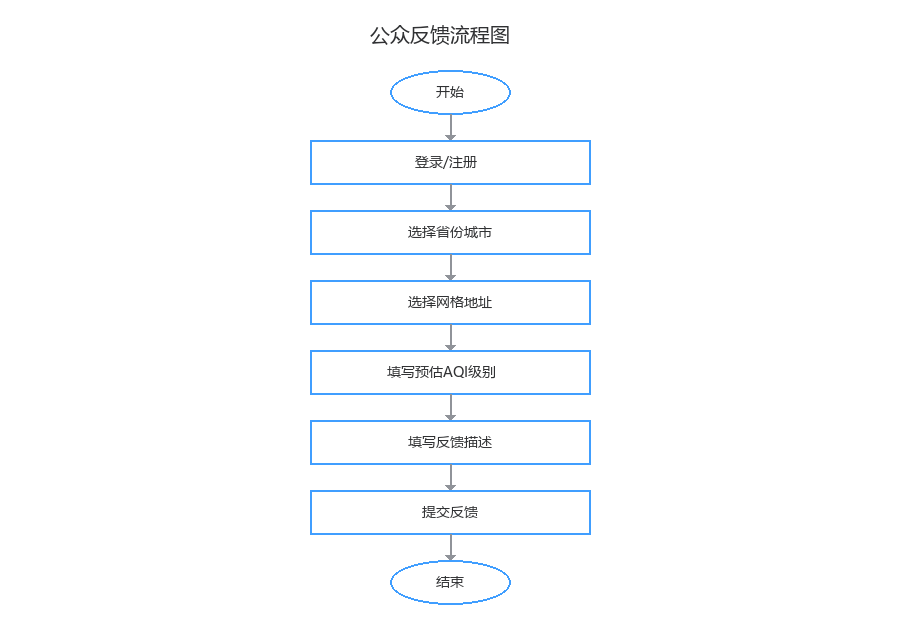 公众反馈流程图
开始
登录/注册
选择省份城市
选择网格地址
填写预估AQI级别
填写反馈描述
提交反馈
结束